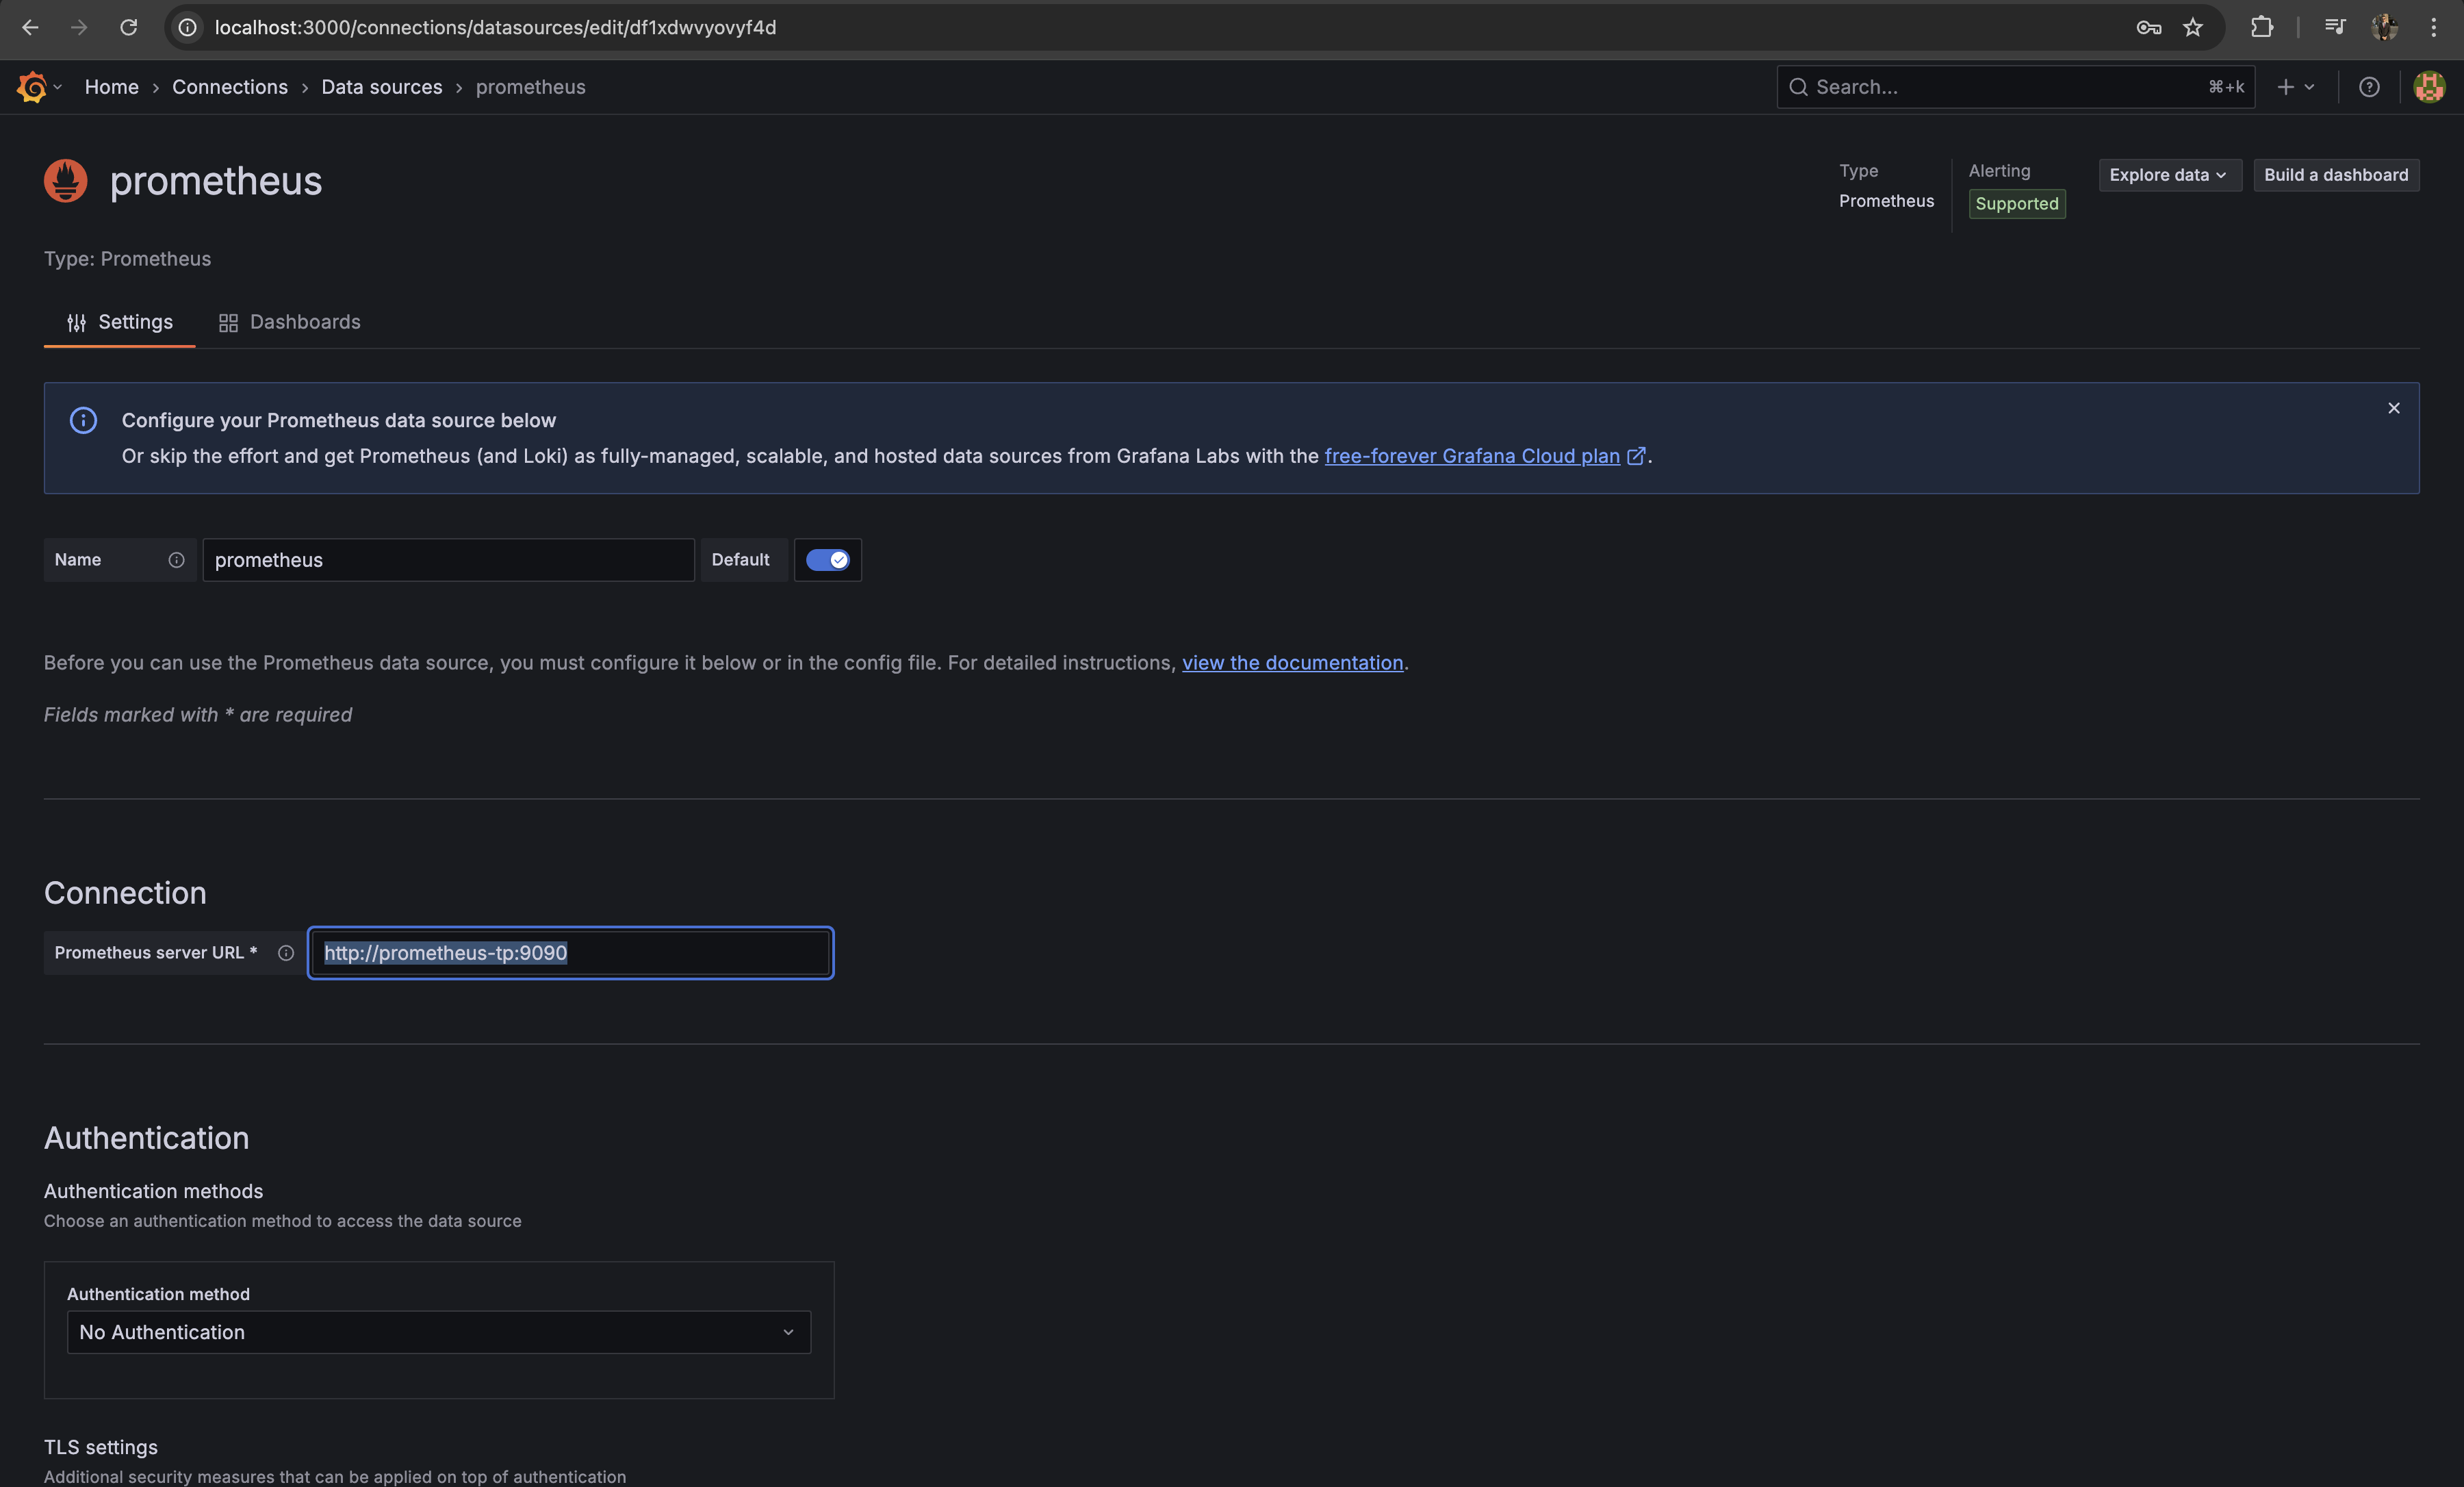 localhost:3000/connections/datasources/edit/df1xdwvyovyf4d
Home › Connections › Data sources › prometheus
Search...
⌘+k
prometheus
Type
Prometheus
Alerting
Supported
Explore data
Build a dashboard
Type: Prometheus
Settings
Dashboards
Configure your Prometheus data source below
Or skip the effort and get Prometheus (and Loki) as fully-managed, scalable, and hosted data sources from Grafana Labs with the free-forever Grafana Cloud plan.
Name
prometheus
Default
Before you can use the Prometheus data source, you must configure it below or in the config file. For detailed instructions, view the documentation.
Fields marked with * are required
Connection
Prometheus server URL *
http://prometheus-tp:9090
Authentication
Authentication methods
Choose an authentication method to access the data source
Authentication method
No Authentication
TLS settings
Additional security measures that can be applied on top of authentication